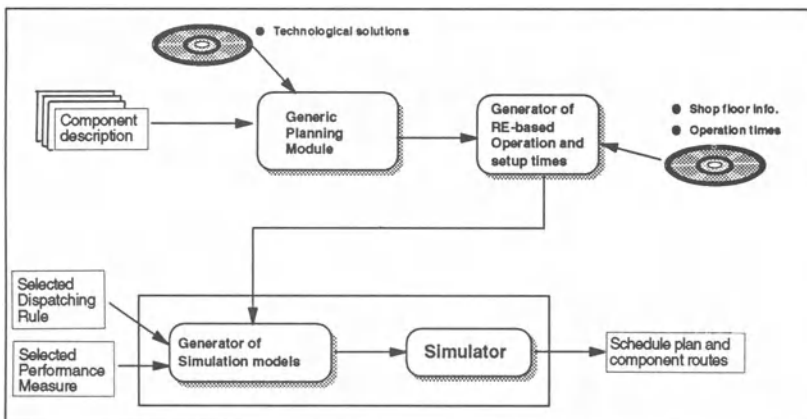 Technological solutions
Component
description
Generic
Planning
Module
Generator of
RE-based
Operation and
setup times
Shop floor info.
Operation times
Selected
Dispatching
Rule
Selected
Performance
Measure
Generator of
Simulation models
Simulator
Schedule plan and
component routes